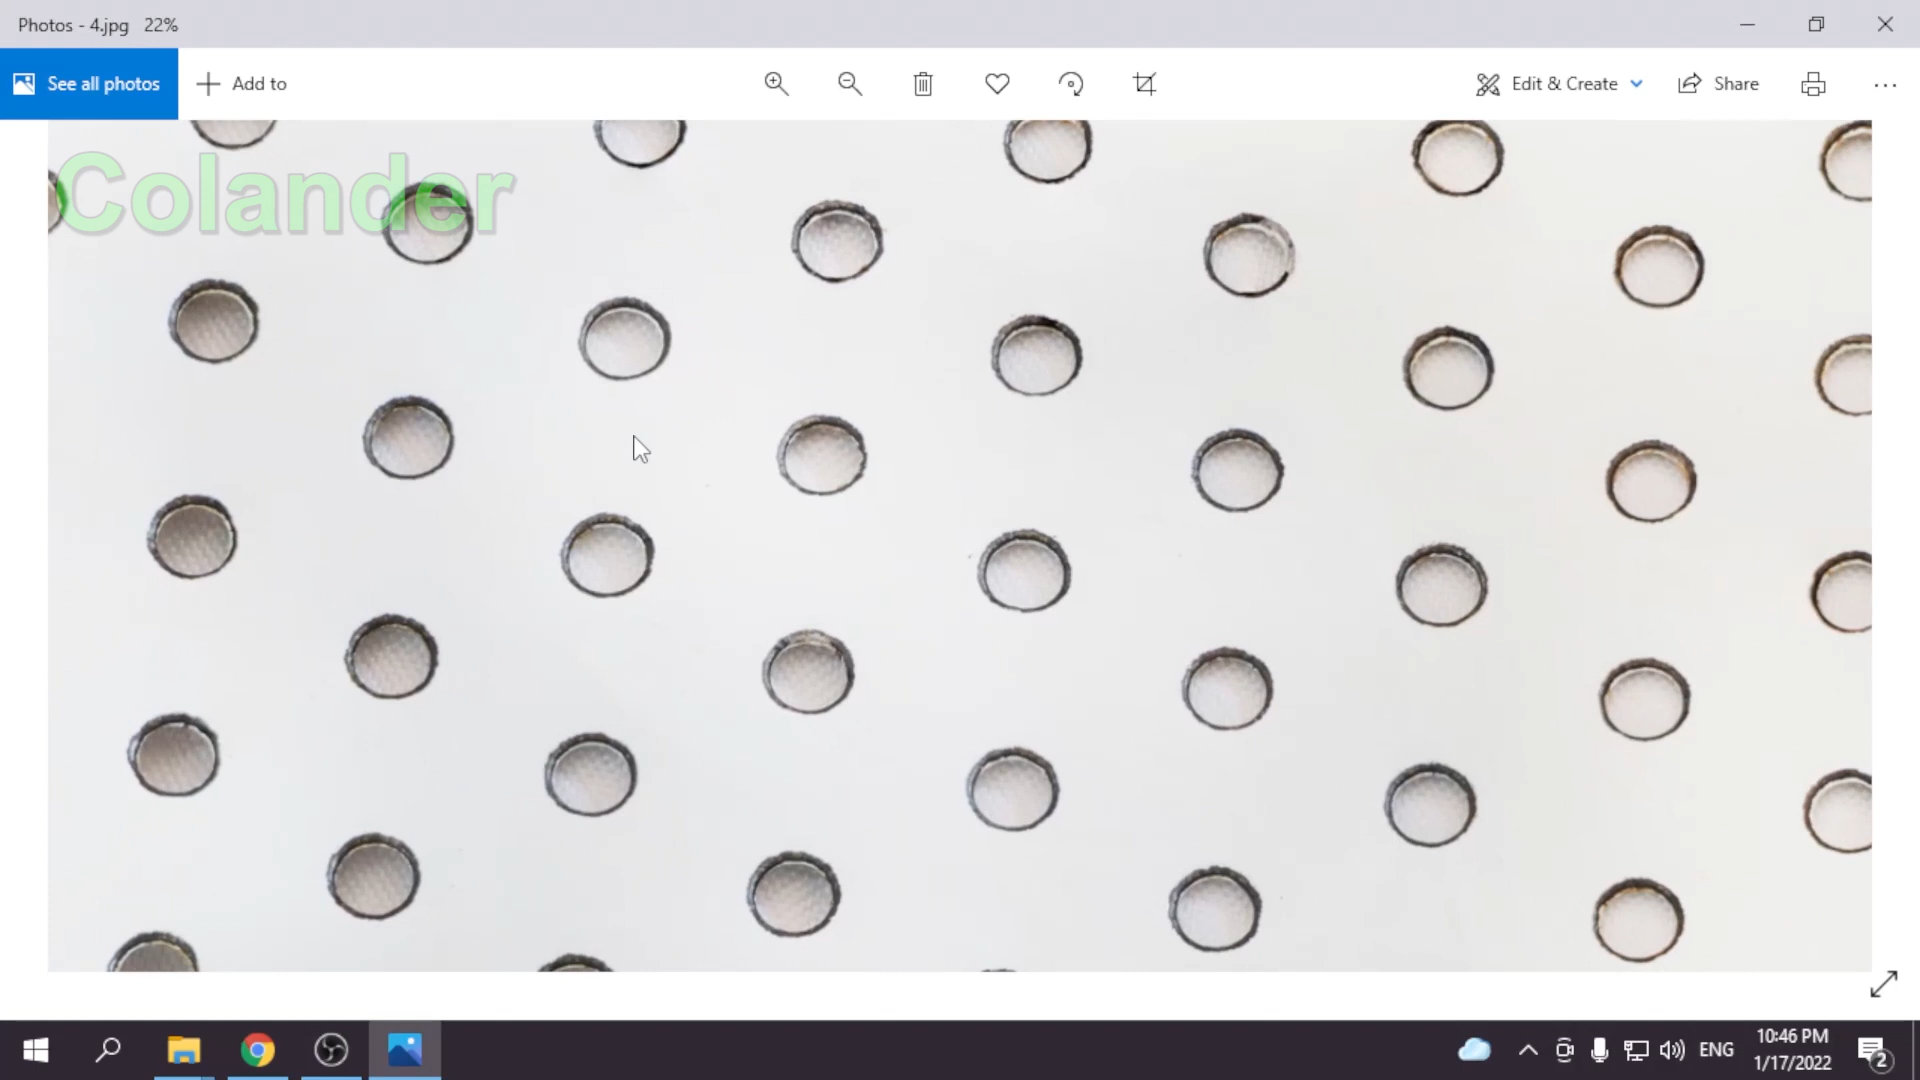 Photos - 4.jpg 22%
See all photos
Add to
Edit & Create
Share
Colander
ENG
10:46 PM
1/17/2022
2